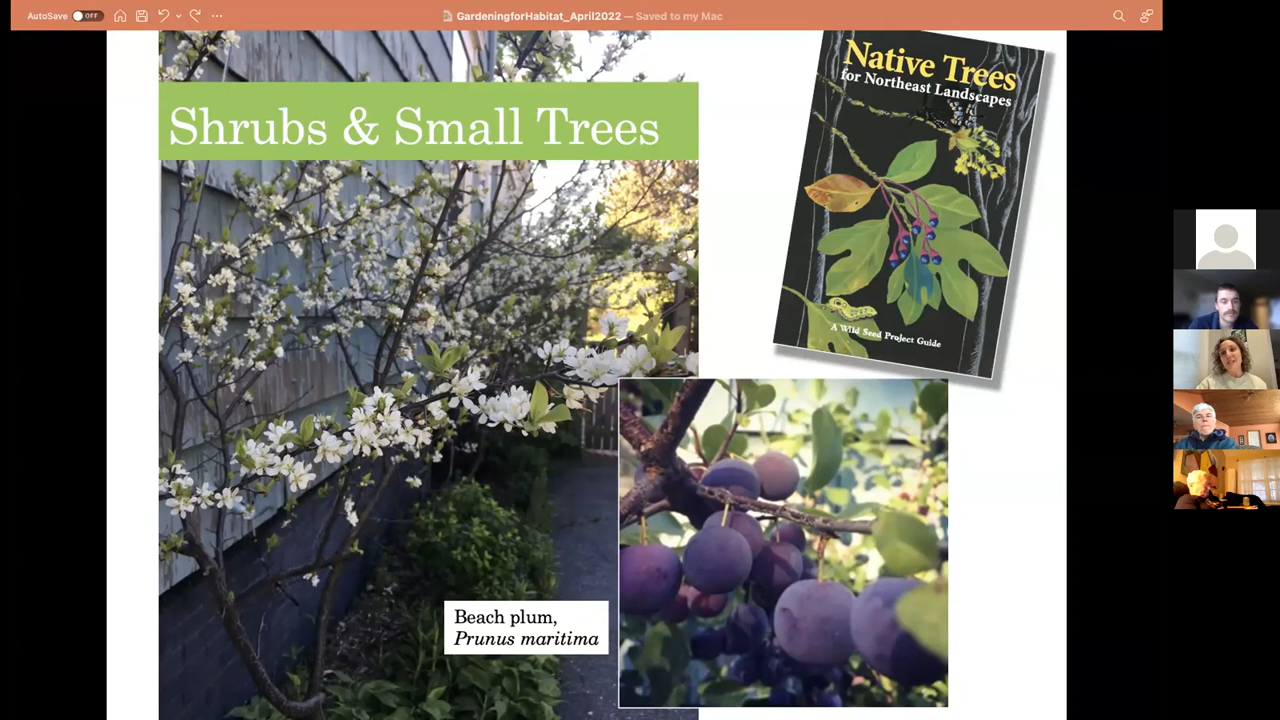 AutoSave OFF
GardeningforHabitat_April2022 — Saved to my Mac
Shrubs & Small Trees
Native Trees
for Northeast Landscapes
A Wild Seed Project Guide
Beach plum,
Prunus maritima